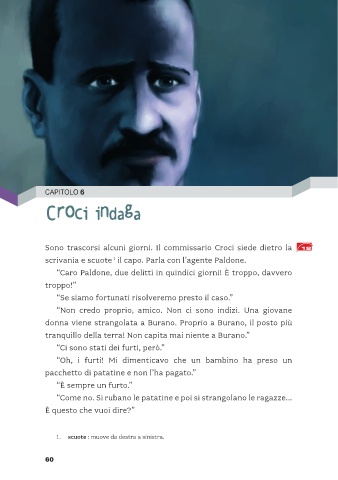 CAPITOLO 6
Croci indaga
Sono trascorsi alcuni giorni. Il commissario Croci siede dietro la
scrivania e scuote¹ il capo. Parla con l'agente Paldone.
"Caro Paldone, due delitti in quindici giorni! È troppo, davvero
troppo!"
"Se siamo fortunati risolveremo presto il caso."
"Non credo proprio, amico. Non ci sono indizi. Una giovane
donna viene strangolata a Burano. Proprio a Burano, il posto più
tranquillo della terra! Non capita mai niente a Burano."
"Ci sono stati dei furti, però."
"Oh, i furti! Mi dimenticavo che un bambino ha preso un
pacchetto di patatine e non l'ha pagato."
"È sempre un furto."
"Come no. Si rubano le patatine e poi si strangolano le ragazze...
È questo che vuoi dire?"
1. scuote : muove da destra a sinistra.
60